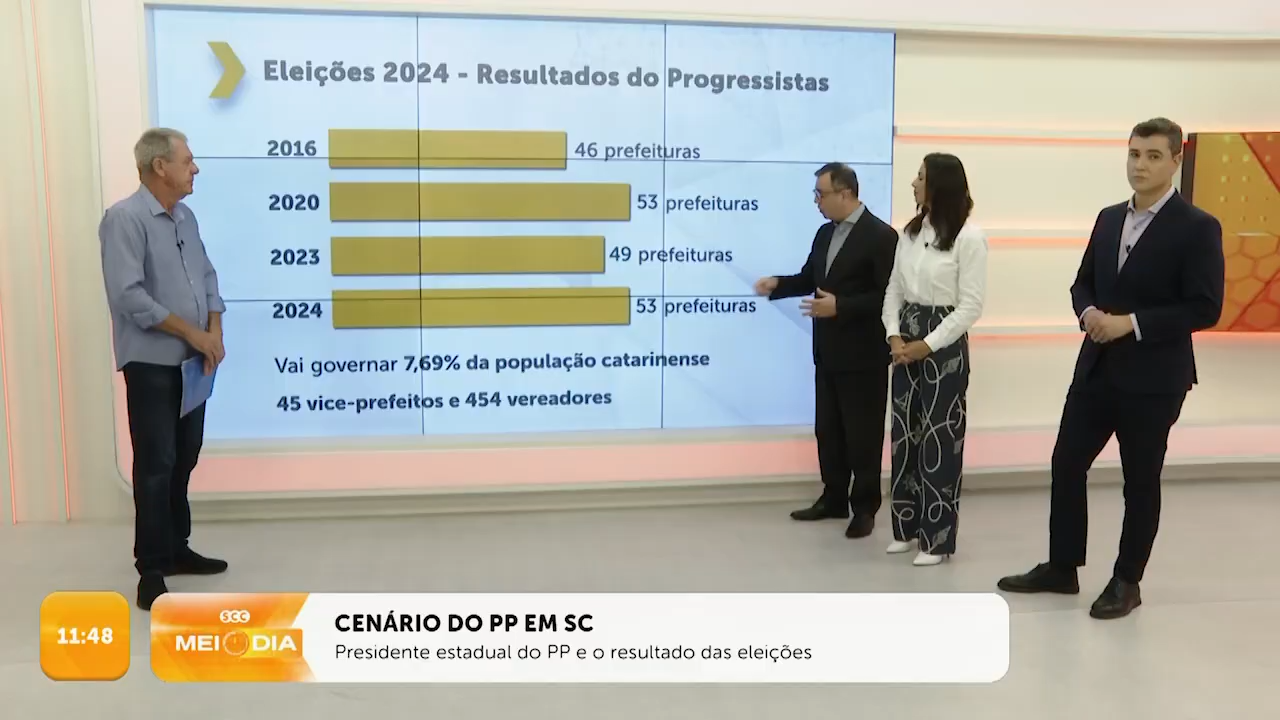 Eleições 2024 - Resultados do Progressistas
2016 46 prefeituras
2020 53 prefeituras
2023 49 prefeituras
2024 53 prefeituras
Vai governar 7,69% da população catarinense
45 vice-prefeitos e 454 vereadores
11:48
scc
MEIO DIA
CENÁRIO DO PP EM SC
Presidente estadual do PP e o resultado das eleições